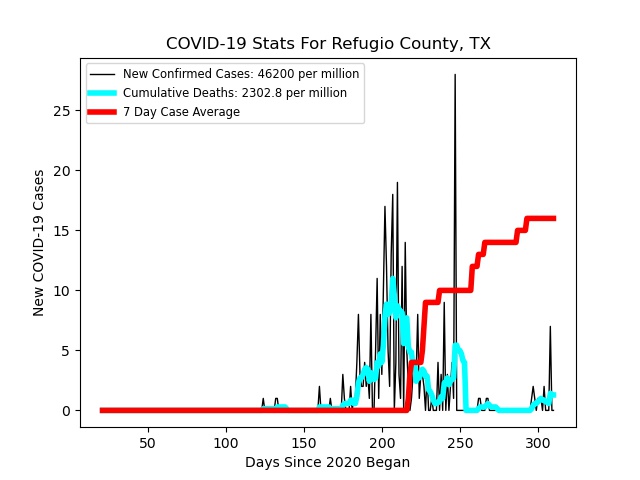 COVID-19 Stats For Refugio County, TX
New Confirmed Cases: 46200 per million
Cumulative Deaths: 2302.8 per million
7 Day Case Average
New COVID-19 Cases
25
20
15
10
5
0
50 100 150 200 250 300
Days Since 2020 Began